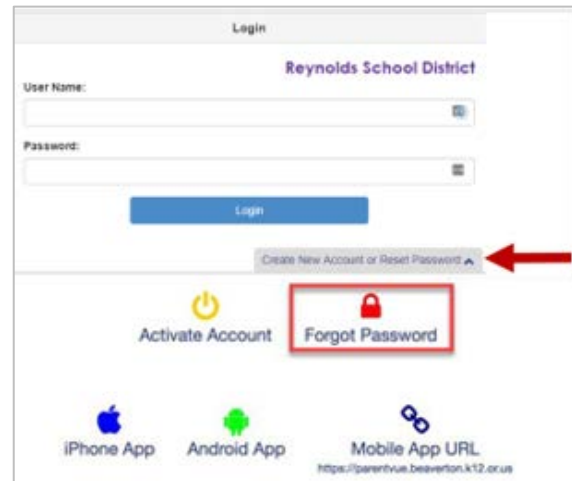 Login
Reynolds School District
User Name:
Password:
Login
Create New Account or Reset Password
Activate Account
Forgot Password
iPhone App
Android App
Mobile App URL
https://parentvue.beaverton.k12.or.us